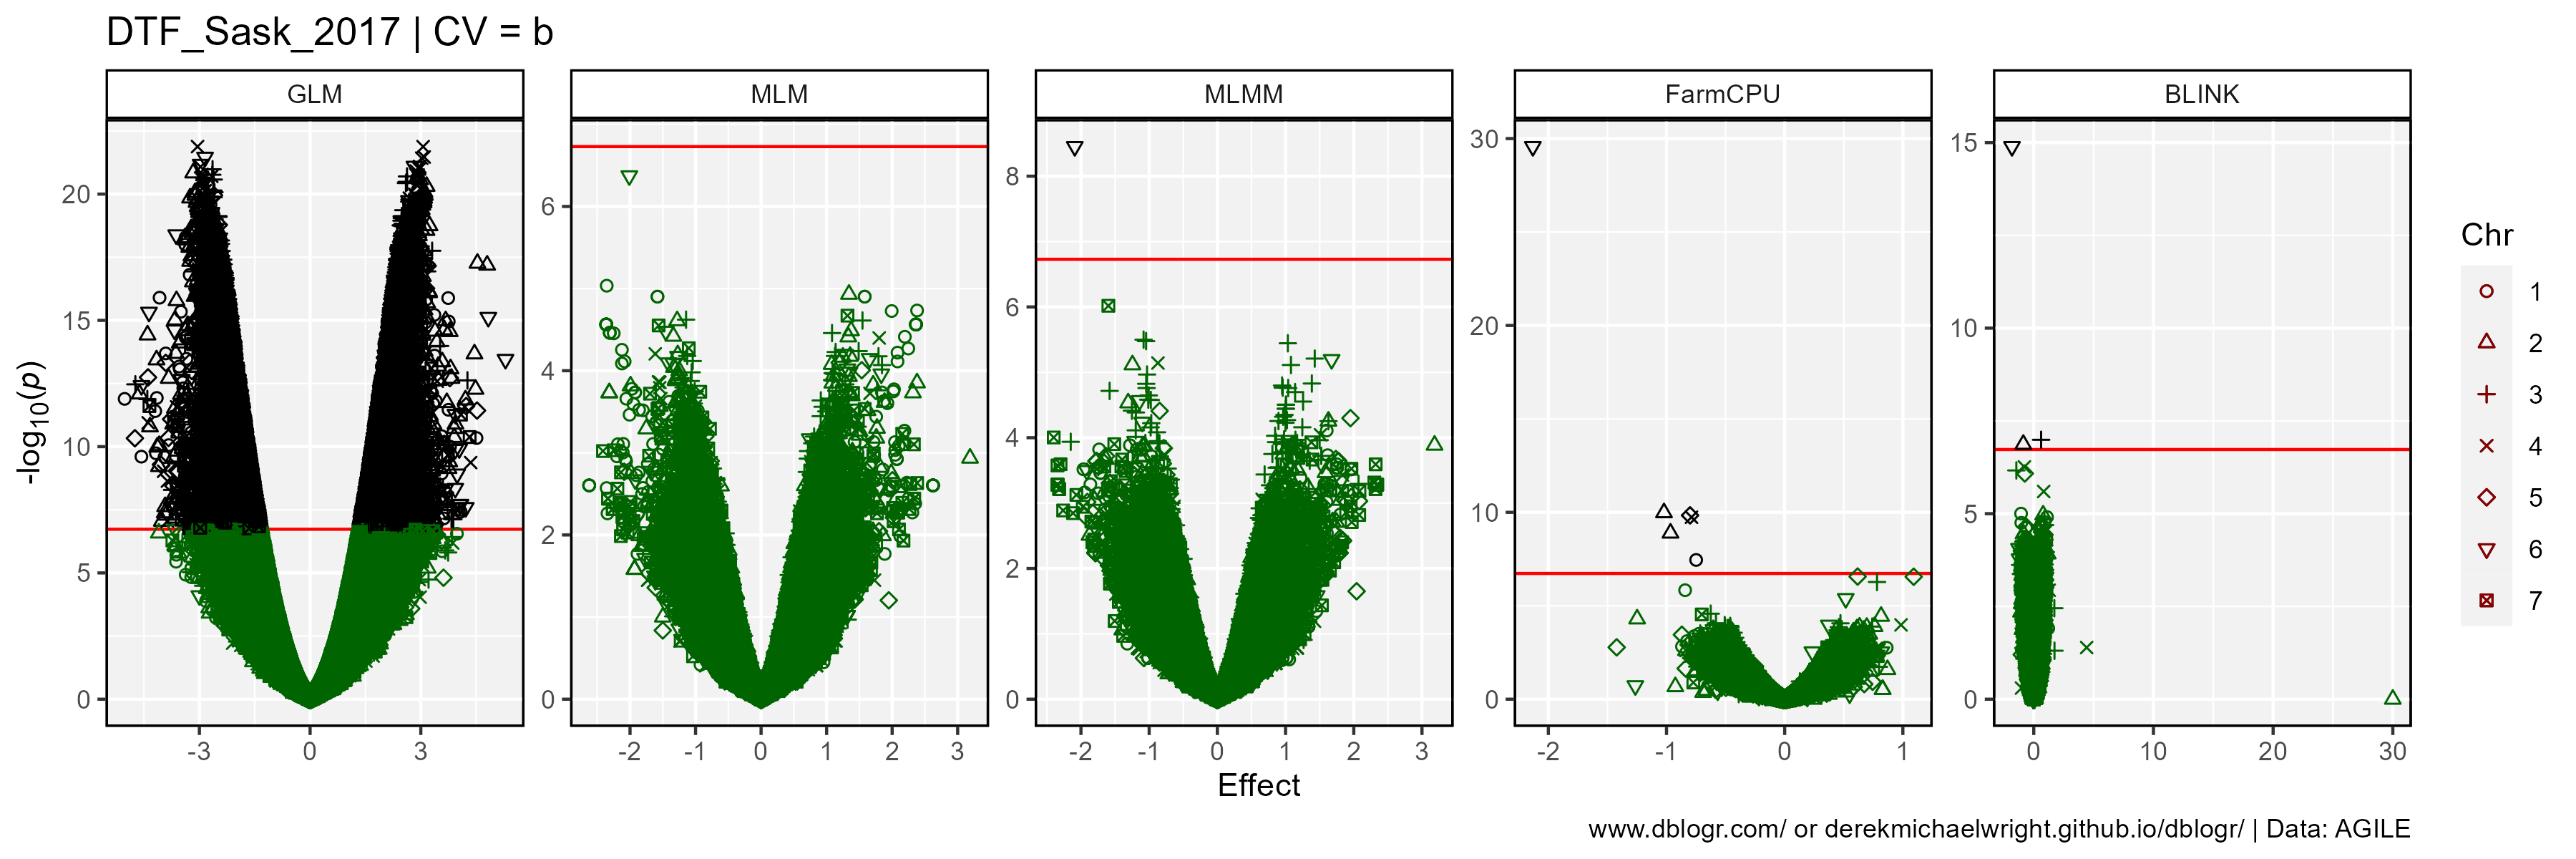 DTF_Sask_2017 | CV = b
GLM
MLM
MLMM
FarmCPU
BLINK
-log10(p)
20
15
10
5
0
6
4
2
0
8
6
4
2
0
30
20
10
0
15
10
5
0
-3 0 3
-2 -1 0 1 2 3
-2 -1 0 1 2 3
-2 -1 0 1
0 10 20 30
Effect
Chr
1
2
3
4
5
6
7
www.dblogr.com/ or derekmichaelwright.github.io/dblogr/ | Data: AGILE